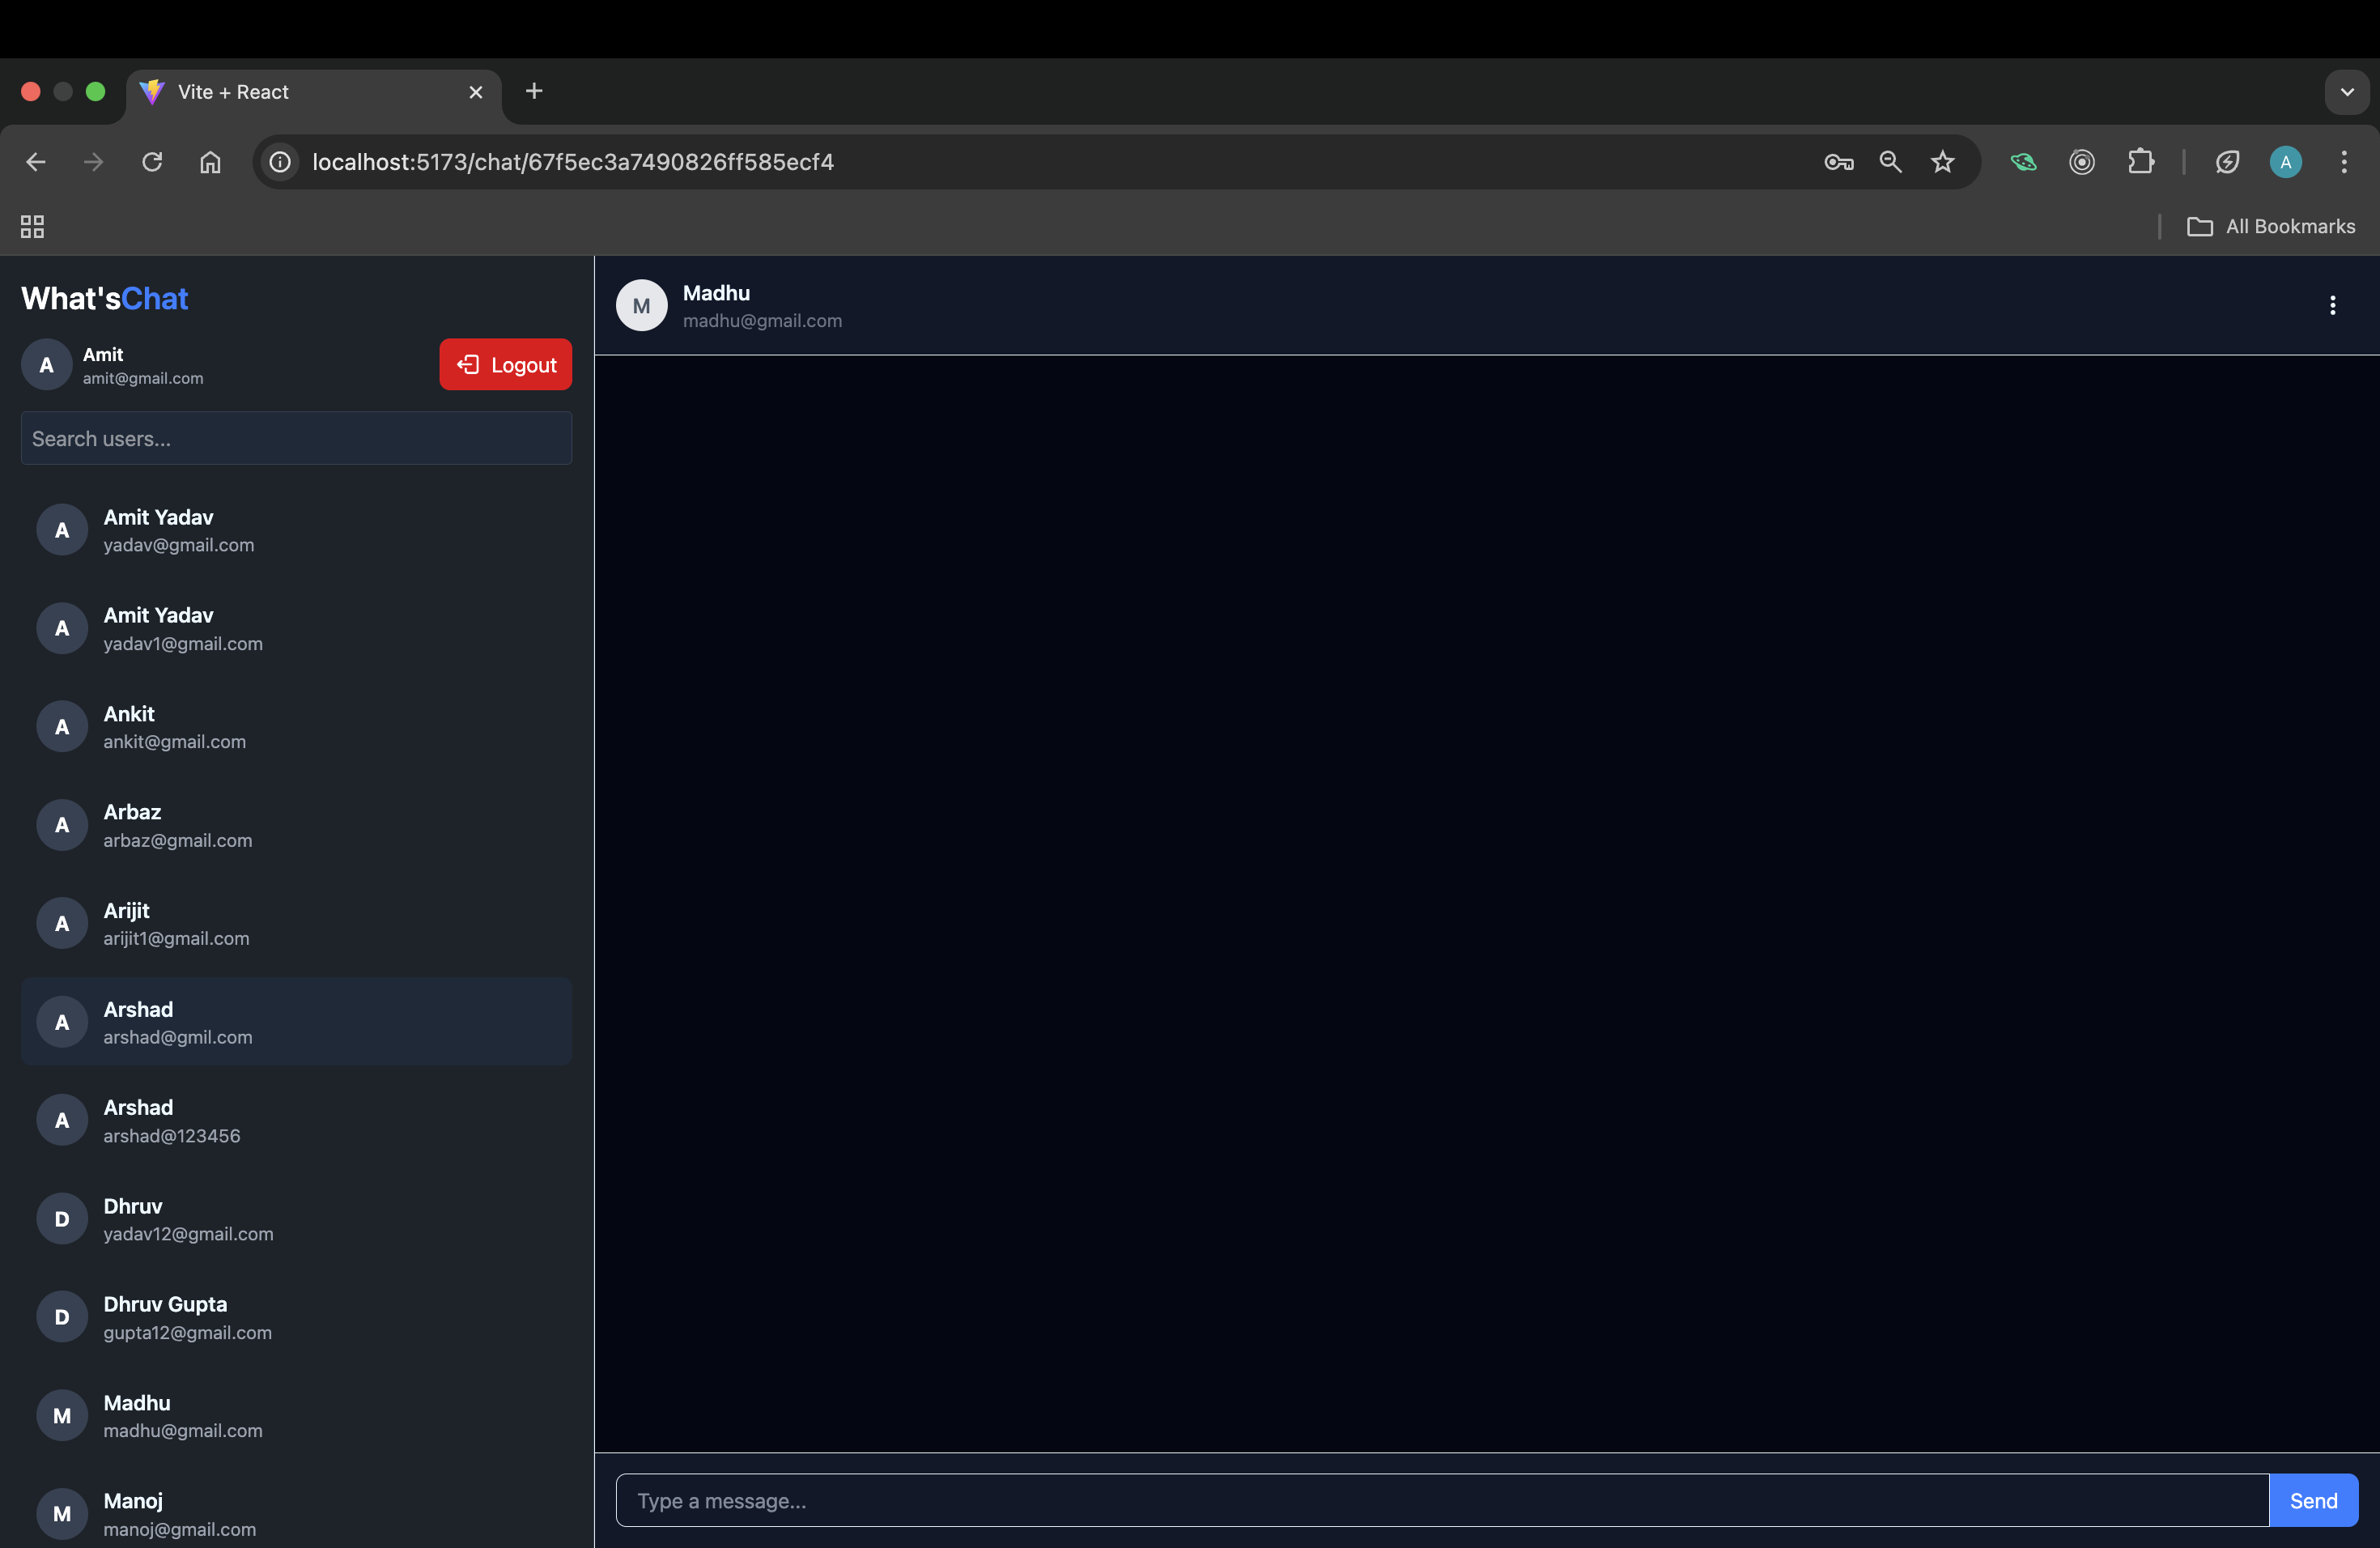 Vite + React
localhost:5173/chat/67f5ec3a7490826ff585ecf4
A
All Bookmarks
What'sChat
A
Amit
amit@gmail.com
Logout
Search users...
A
Amit Yadav
yadav@gmail.com
A
Amit Yadav
yadav1@gmail.com
A
Ankit
ankit@gmail.com
A
Arbaz
arbaz@gmail.com
A
Arijit
arijit1@gmail.com
A
Arshad
arshad@gmil.com
A
Arshad
arshad@123456
D
Dhruv
yadav12@gmail.com
D
Dhruv Gupta
gupta12@gmail.com
M
Madhu
madhu@gmail.com
M
Manoj
manoj@gmail.com
M
Madhu
madhu@gmail.com
Type a message...
Send